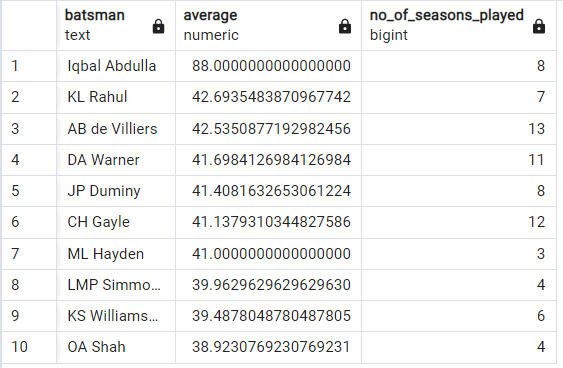 batsman average no_of_seasons_played
text numeric bigint
1 Iqbal Abdulla 88.0000000000000000 8
2 KL Rahul 42.6935483870967742 7
3 AB de Villiers 42.5350877192982456 13
4 DA Warner 41.6984126984126984 11
5 JP Duminy 41.4081632653061224 8
6 CH Gayle 41.1379310344827586 12
7 ML Hayden 41.0000000000000000 3
8 LMP Simmo... 39.9629629629629630 4
9 KS Williams... 39.4878048780487805 6
10 OA Shah 38.9230769230769231 4